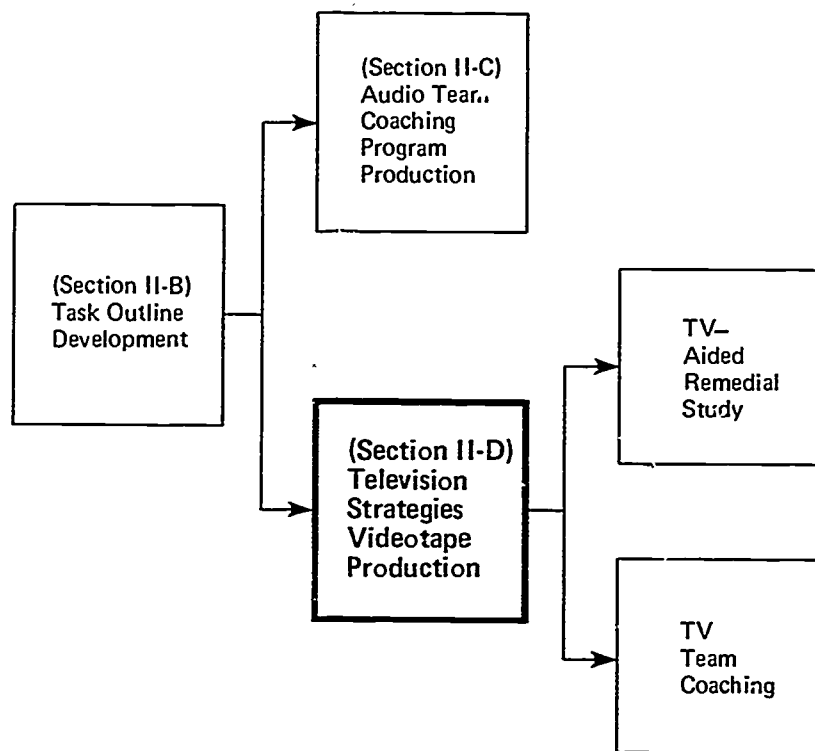 (Section II-C)
Audio Team
Coaching
Program
Production
(Section II-B)
Task Outline
Development
(Section II-D)
Television
Strategies
Videotape
Production
TV–
Aided
Remedial
Study
TV
Team
Coaching